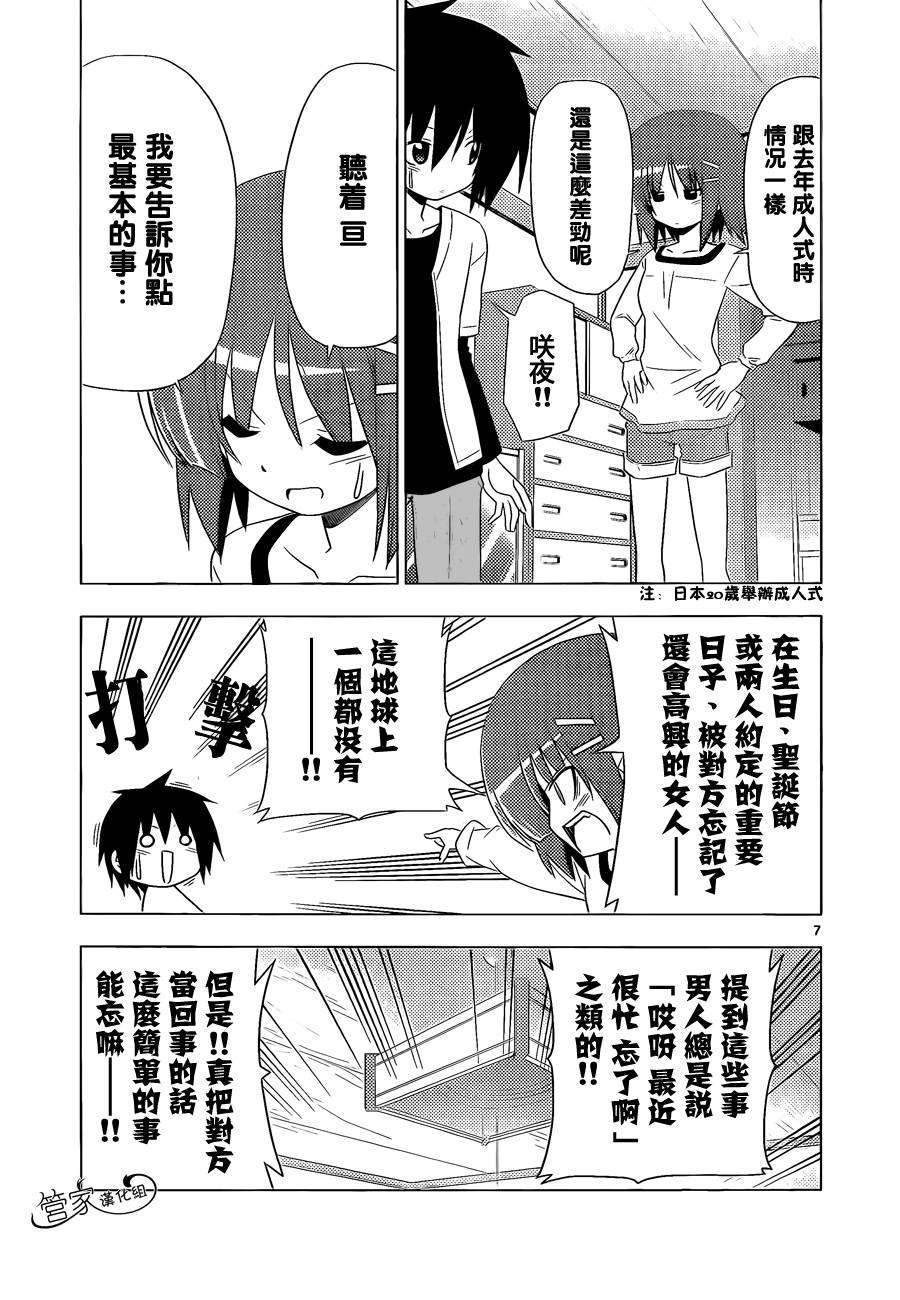 跟去年成人式時
情況一樣
還是這麼差勁呢
咲夜!!
聽着 亘
我要告訴你點
最基本的事…
注：日本20歲舉辦成人式
在生日、聖誕節
或兩人約定的重要
日子、被對方忘記了
還會高興的女人——
這地球上
一個都没有
——!!
打擊
7
提到這些事
男人總是説
「哎呀 最近
很忙 忘了啊」
之類的!!
但是!!真把對方
當回事的話
這麼簡單的事
能忘嘛——!!
管家漢化組